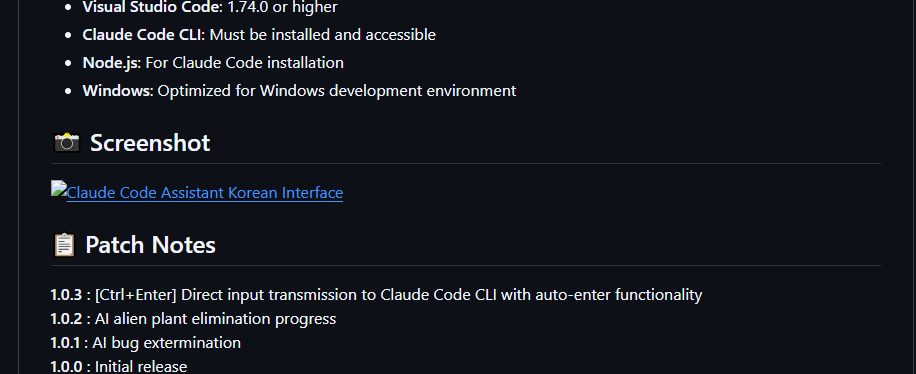 Visual Studio Code: 1.74.0 or higher
Claude Code CLI: Must be installed and accessible
Node.js: For Claude Code installation
Windows: Optimized for Windows development environment
📸 Screenshot
Claude Code Assistant Korean Interface
📋 Patch Notes
1.0.3 : [Ctrl+Enter] Direct input transmission to Claude Code CLI with auto-enter functionality
1.0.2 : AI alien plant elimination progress
1.0.1 : AI bug extermination
1.0.0 : Initial release